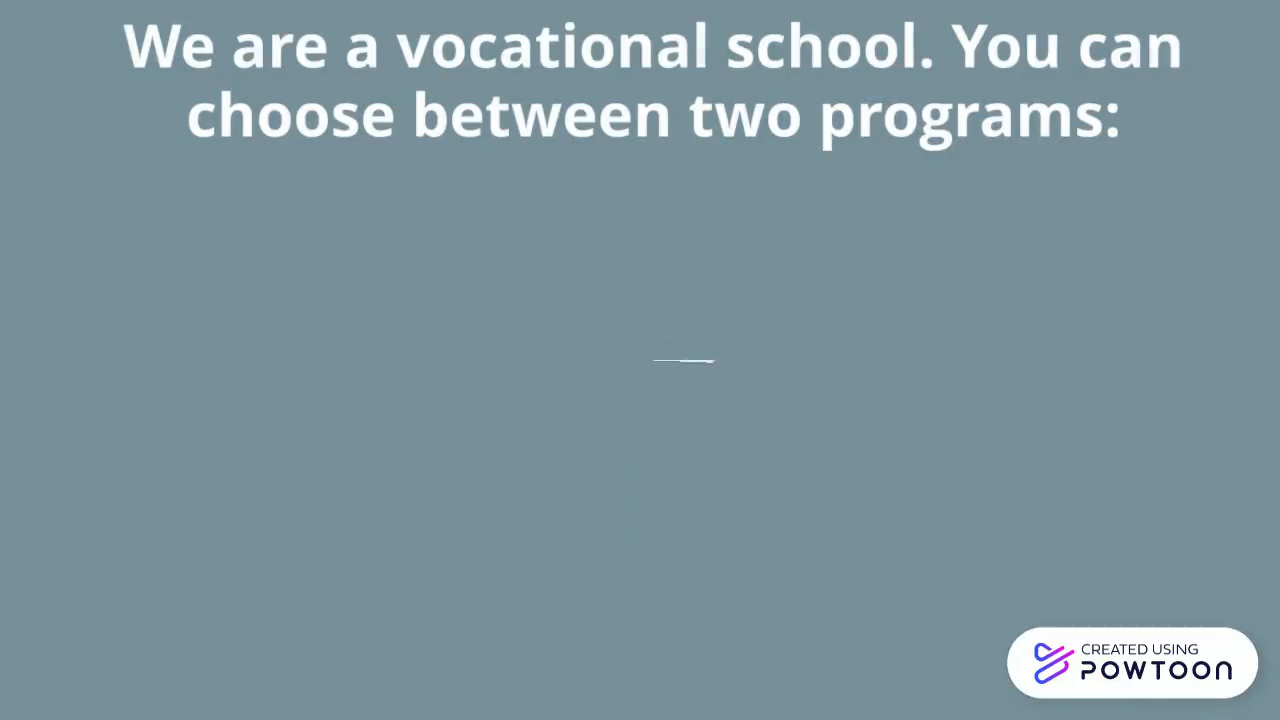 We are a vocational school. You can
choose between two programs:
CREATED USING
POWTOON